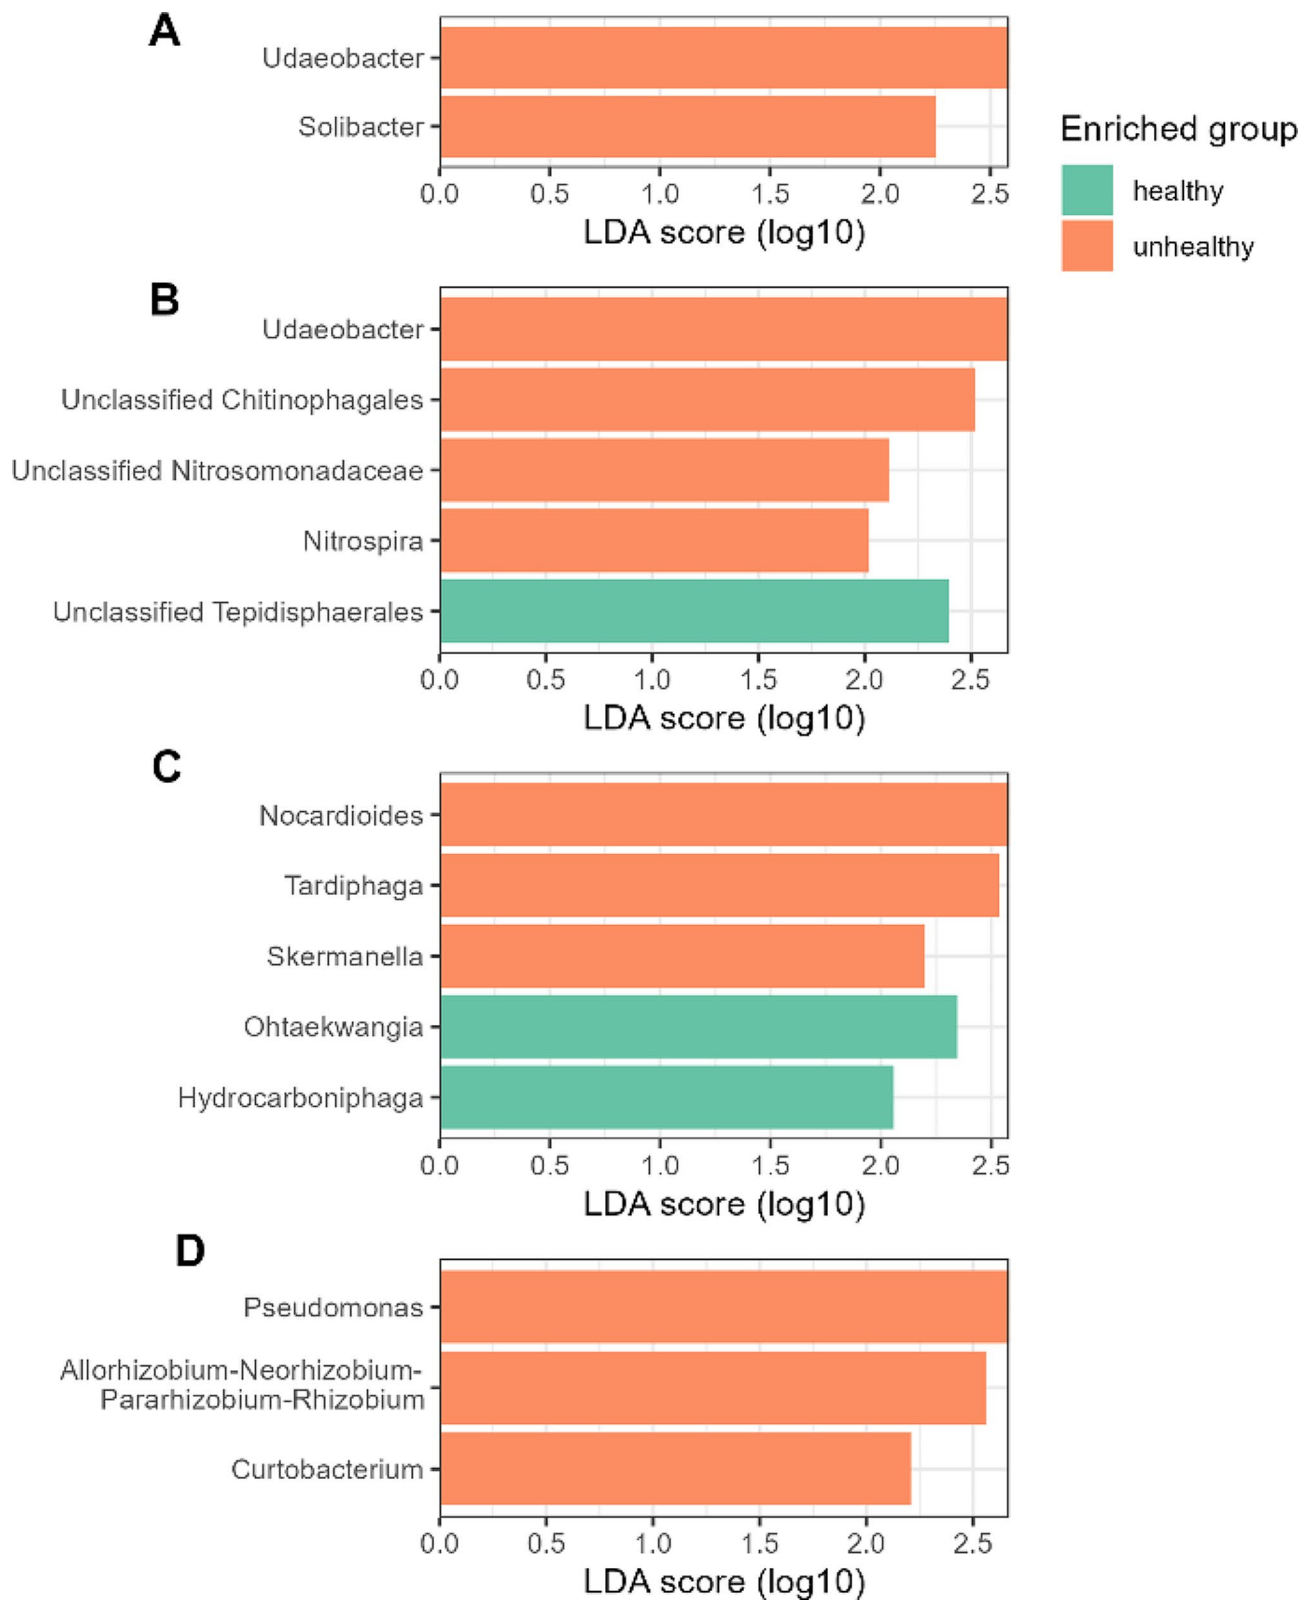 A
Udaeobacter
Solibacter
0.0 0.5 1.0 1.5 2.0 2.5
LDA score (log10)
Enriched group
healthy
unhealthy
B
Udaeobacter
Unclassified Chitinophagales
Unclassified Nitrosomonadaceae
Nitrospira
Unclassified Tepidisphaerales
0.0 0.5 1.0 1.5 2.0 2.5
LDA score (log10)
C
Nocardioides
Tardiphaga
Skermanella
Ohtaekwangia
Hydrocarboniphaga
0.0 0.5 1.0 1.5 2.0 2.5
LDA score (log10)
D
Pseudomonas
Allorhizobium-Neorhizobium-
Pararhizobium-Rhizobium
Curtobacterium
0.0 0.5 1.0 1.5 2.0 2.5
LDA score (log10)